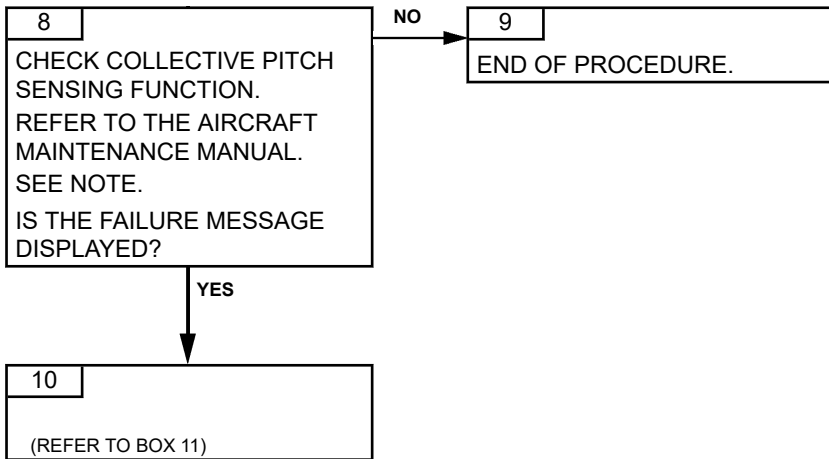 8
CHECK COLLECTIVE PITCH
SENSING FUNCTION.
REFER TO THE AIRCRAFT
MAINTENANCE MANUAL.
SEE NOTE.
IS THE FAILURE MESSAGE
DISPLAYED?
NO
9
END OF PROCEDURE.
YES
10
(REFER TO BOX 11)